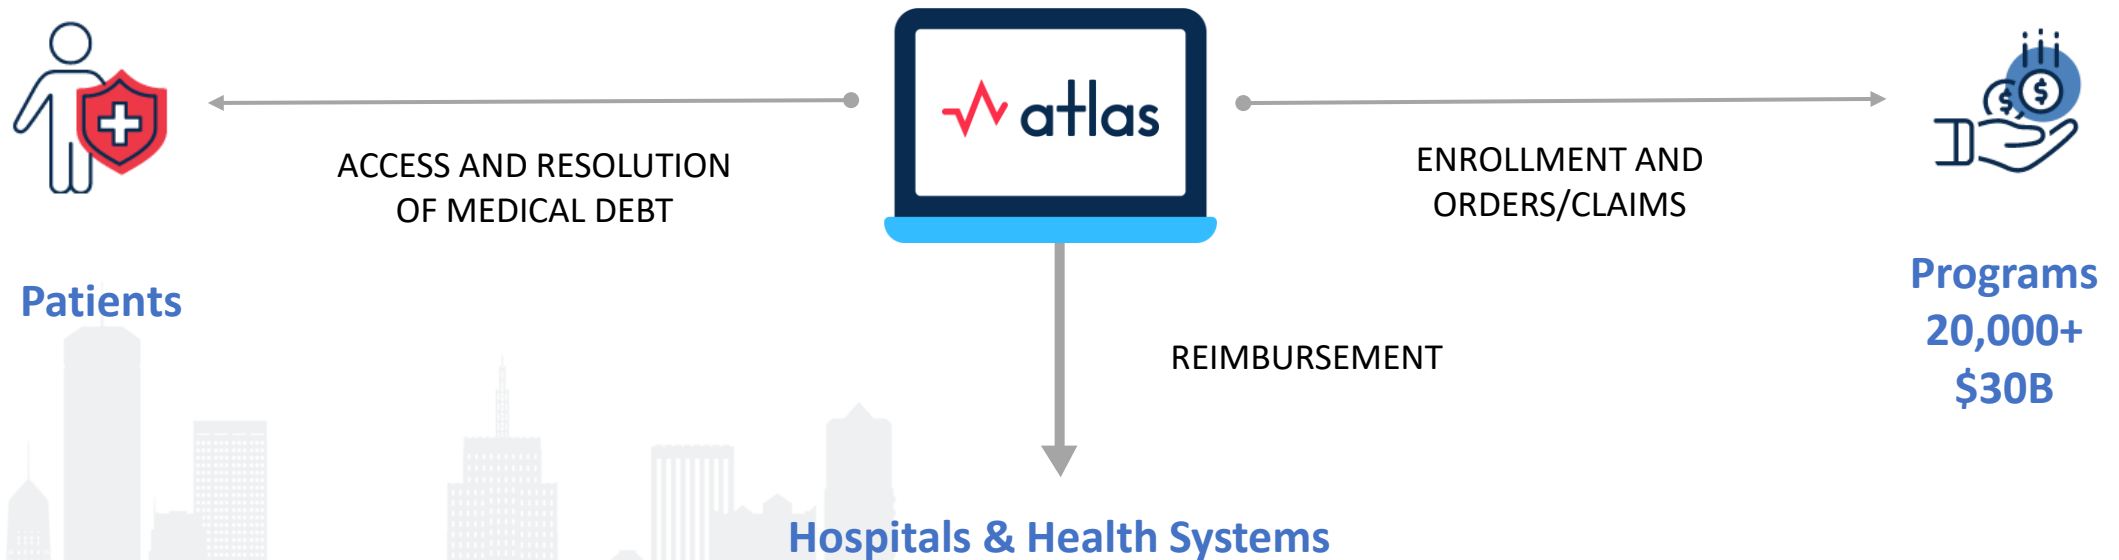 atlas
ACCESS AND RESOLUTION
OF MEDICAL DEBT
ENROLLMENT AND
ORDERS/CLAIMS
Patients
Programs
20,000+
$30B
REIMBURSEMENT
Hospitals & Health Systems